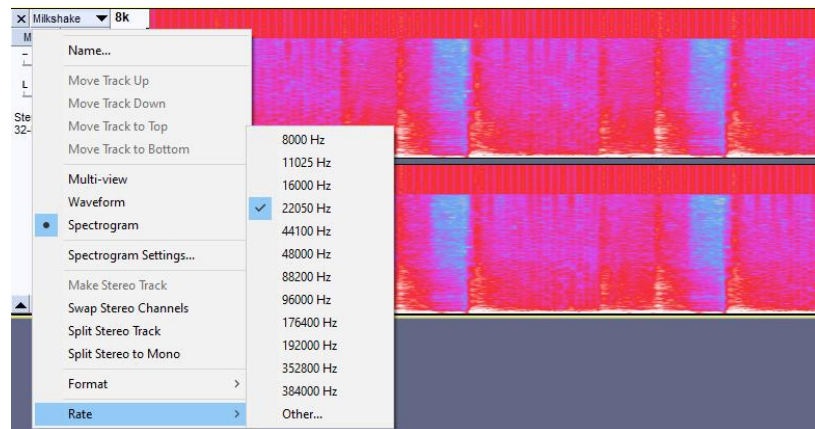 Milkshake
8k
M
L
Ste
32-
Name...
Move Track Up
Move Track Down
Move Track to Top
Move Track to Bottom
Multi-view
Waveform
Spectrogram
Spectrogram Settings...
Make Stereo Track
Swap Stereo Channels
Split Stereo Track
Split Stereo to Mono
Format
Rate
8000 Hz
11025 Hz
16000 Hz
22050 Hz
44100 Hz
48000 Hz
88200 Hz
96000 Hz
176400 Hz
192000 Hz
352800 Hz
384000 Hz
Other...